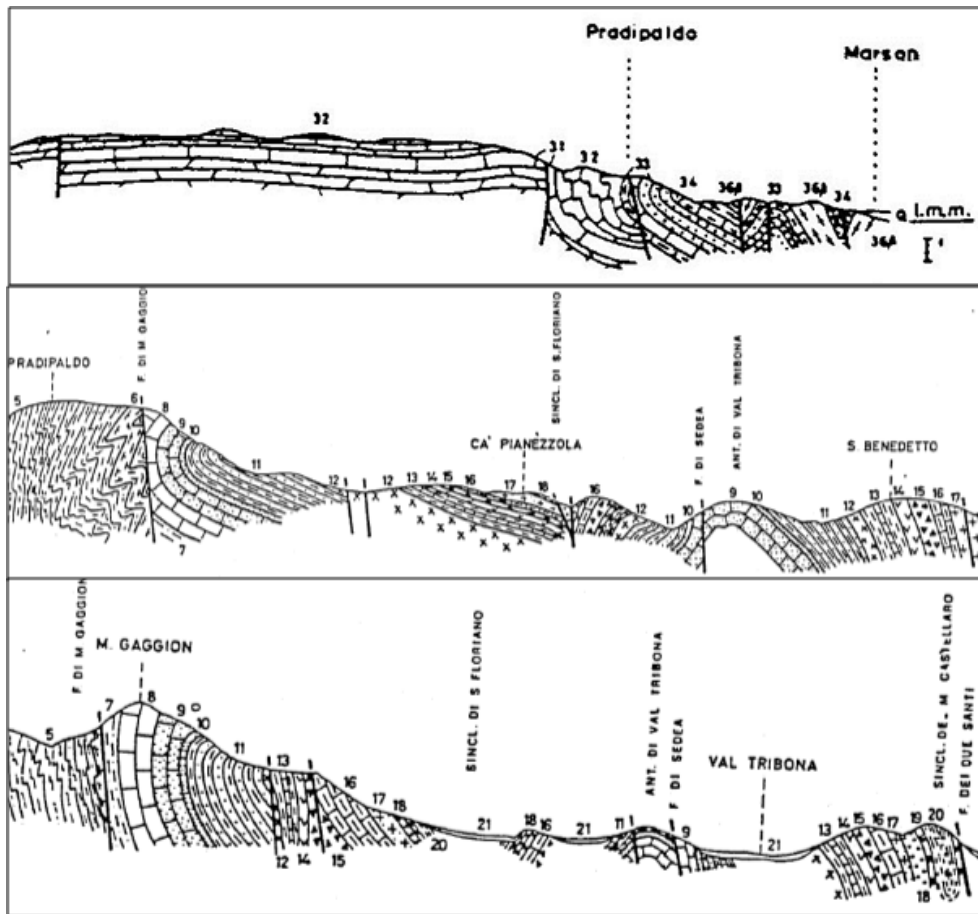 Pradipaldo
Marsan
32
31
32
33
34
36A
33
36A
34
36A
Q l.m.m.
F. DI M GAGGIO
SINCL. DI S. FLORIANO
F. DI SEDEA
ANT. DI VAL TRIBONA
PRADIPALDO
CA' PIANEZZOLA
S. BENEDETTO
5 6 8 9 10 11 12 12 13 14 15 16 17 18 16 12 11 10 9 10 11 12 13 14 15 16 17
7
x x
F DI M GAGGION
M. GAGGION
SINCL. DI S FLORIANO
ANT. DI VAL TRIBONA
F DI SEDEA
VAL TRIBONA
SINCL. DEL M CASTELLARO
F. DEI DUE SANTI
5 7 8 9 10 11 13 16 17 18 21 18 16 21 11 9 21 13 14 15 16 17 19 20
12 14 15 20 18